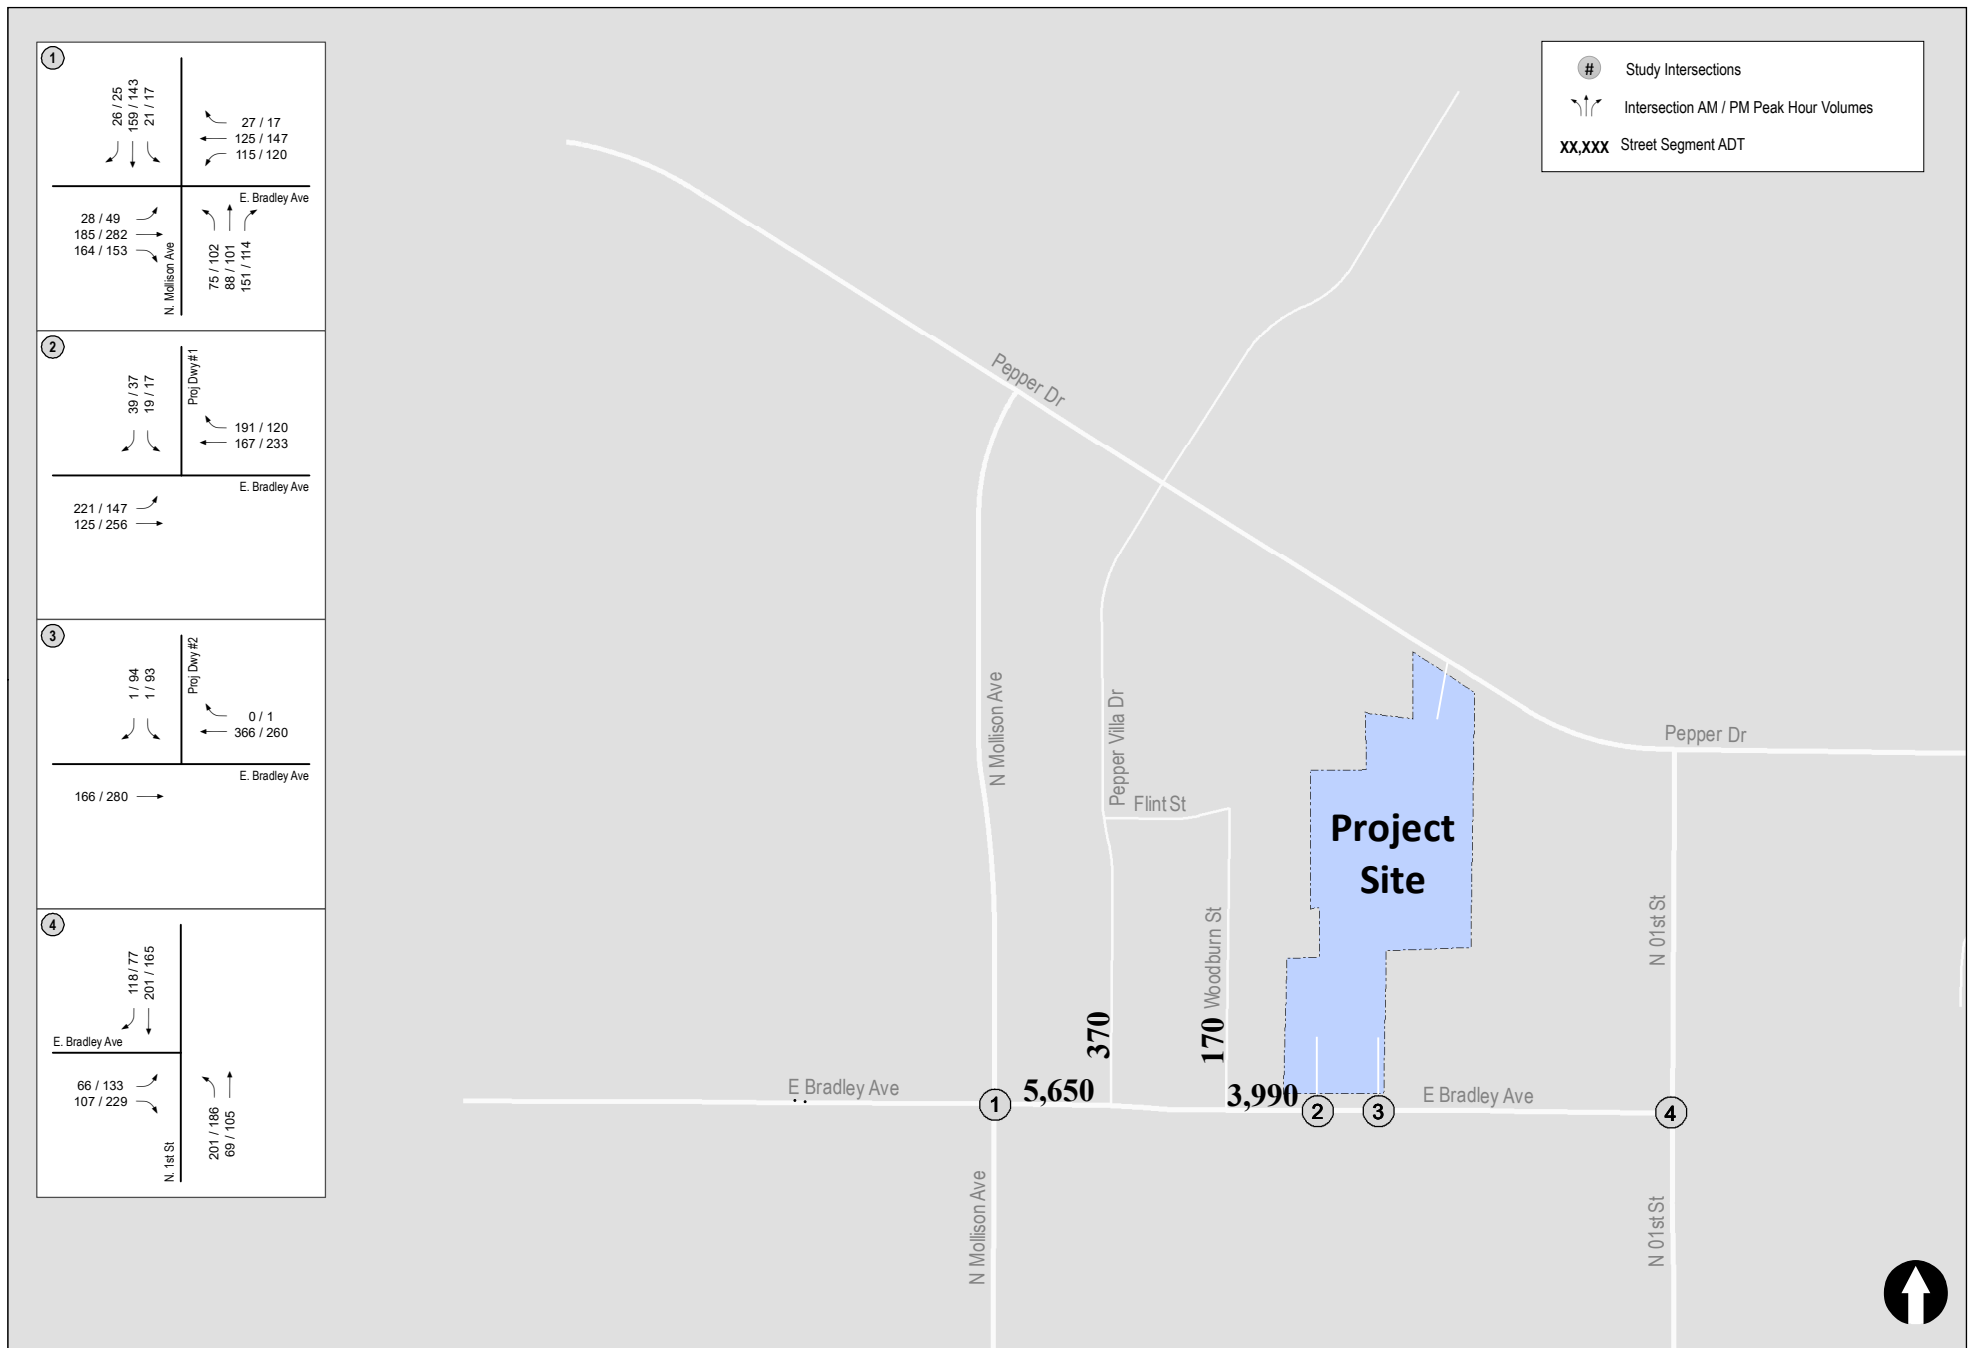 1
26 / 25
159 / 143
21 / 17
27 / 17
125 / 147
115 / 120
E. Bradley Ave
28 / 49
185 / 282
164 / 153
N. Mollison Ave
75 / 102
88 / 101
151 / 114
2
39 / 37
19 / 17
Proj Dwy #1
191 / 120
167 / 233
E. Bradley Ave
221 / 147
125 / 256
3
1 / 94
1 / 93
Proj Dwy #2
0 / 1
366 / 260
E. Bradley Ave
166 / 280
4
118 / 77
201 / 165
E. Bradley Ave
66 / 133
107 / 229
N. 1st St
201 / 186
69 / 105
# Study Intersections
Intersection AM / PM Peak Hour Volumes
XX,XXX Street Segment ADT
Pepper Dr
N Mollison Ave
Pepper Villa Dr
Flint St
Pepper Dr
Project
Site
Woodburn St
N 01st St
370
170
E Bradley Ave
1
5,650
3,990
2
3
E Bradley Ave
4
N Mollison Ave
N 01st St